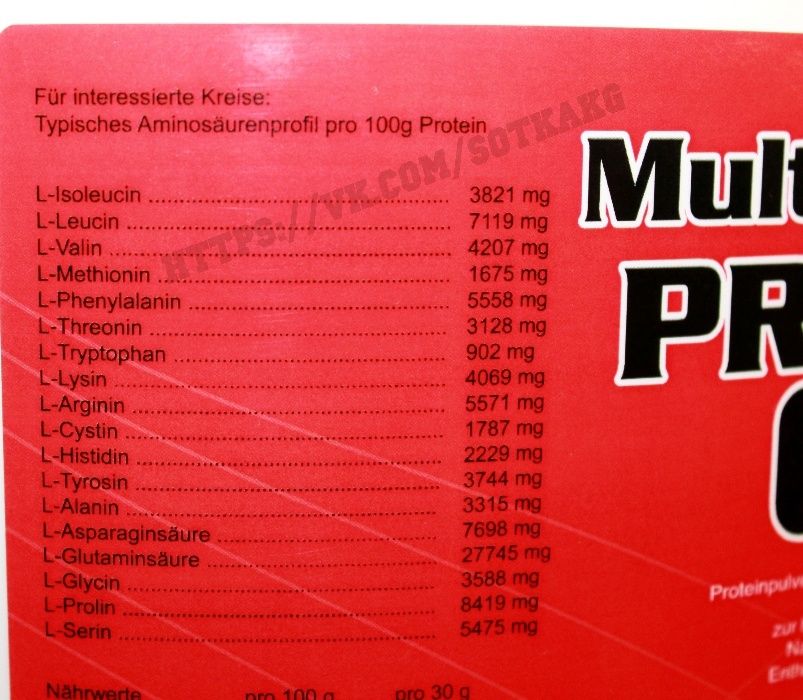 Für interessierte Kreise:
Typisches Aminosäurenprofil pro 100g Protein
HTTPS://VK.COM/SOTKAKG
L-Isoleucin 3821 mg
L-Leucin 7119 mg
L-Valin 4207 mg
L-Methionin 1675 mg
L-Phenylalanin 5558 mg
L-Threonin 3128 mg
L-Tryptophan 902 mg
L-Lysin 4069 mg
L-Arginin 5571 mg
L-Cystin 1787 mg
L-Histidin 2229 mg
L-Tyrosin 3744 mg
L-Alanin 3315 mg
L-Asparaginsäure 7698 mg
L-Glutaminsäure 27745 mg
L-Glycin 3588 mg
L-Prolin 8419 mg
L-Serin 5475 mg
Nährwerte pro 100 g pro 30 g
Mult
PR
Proteinpulve
zur